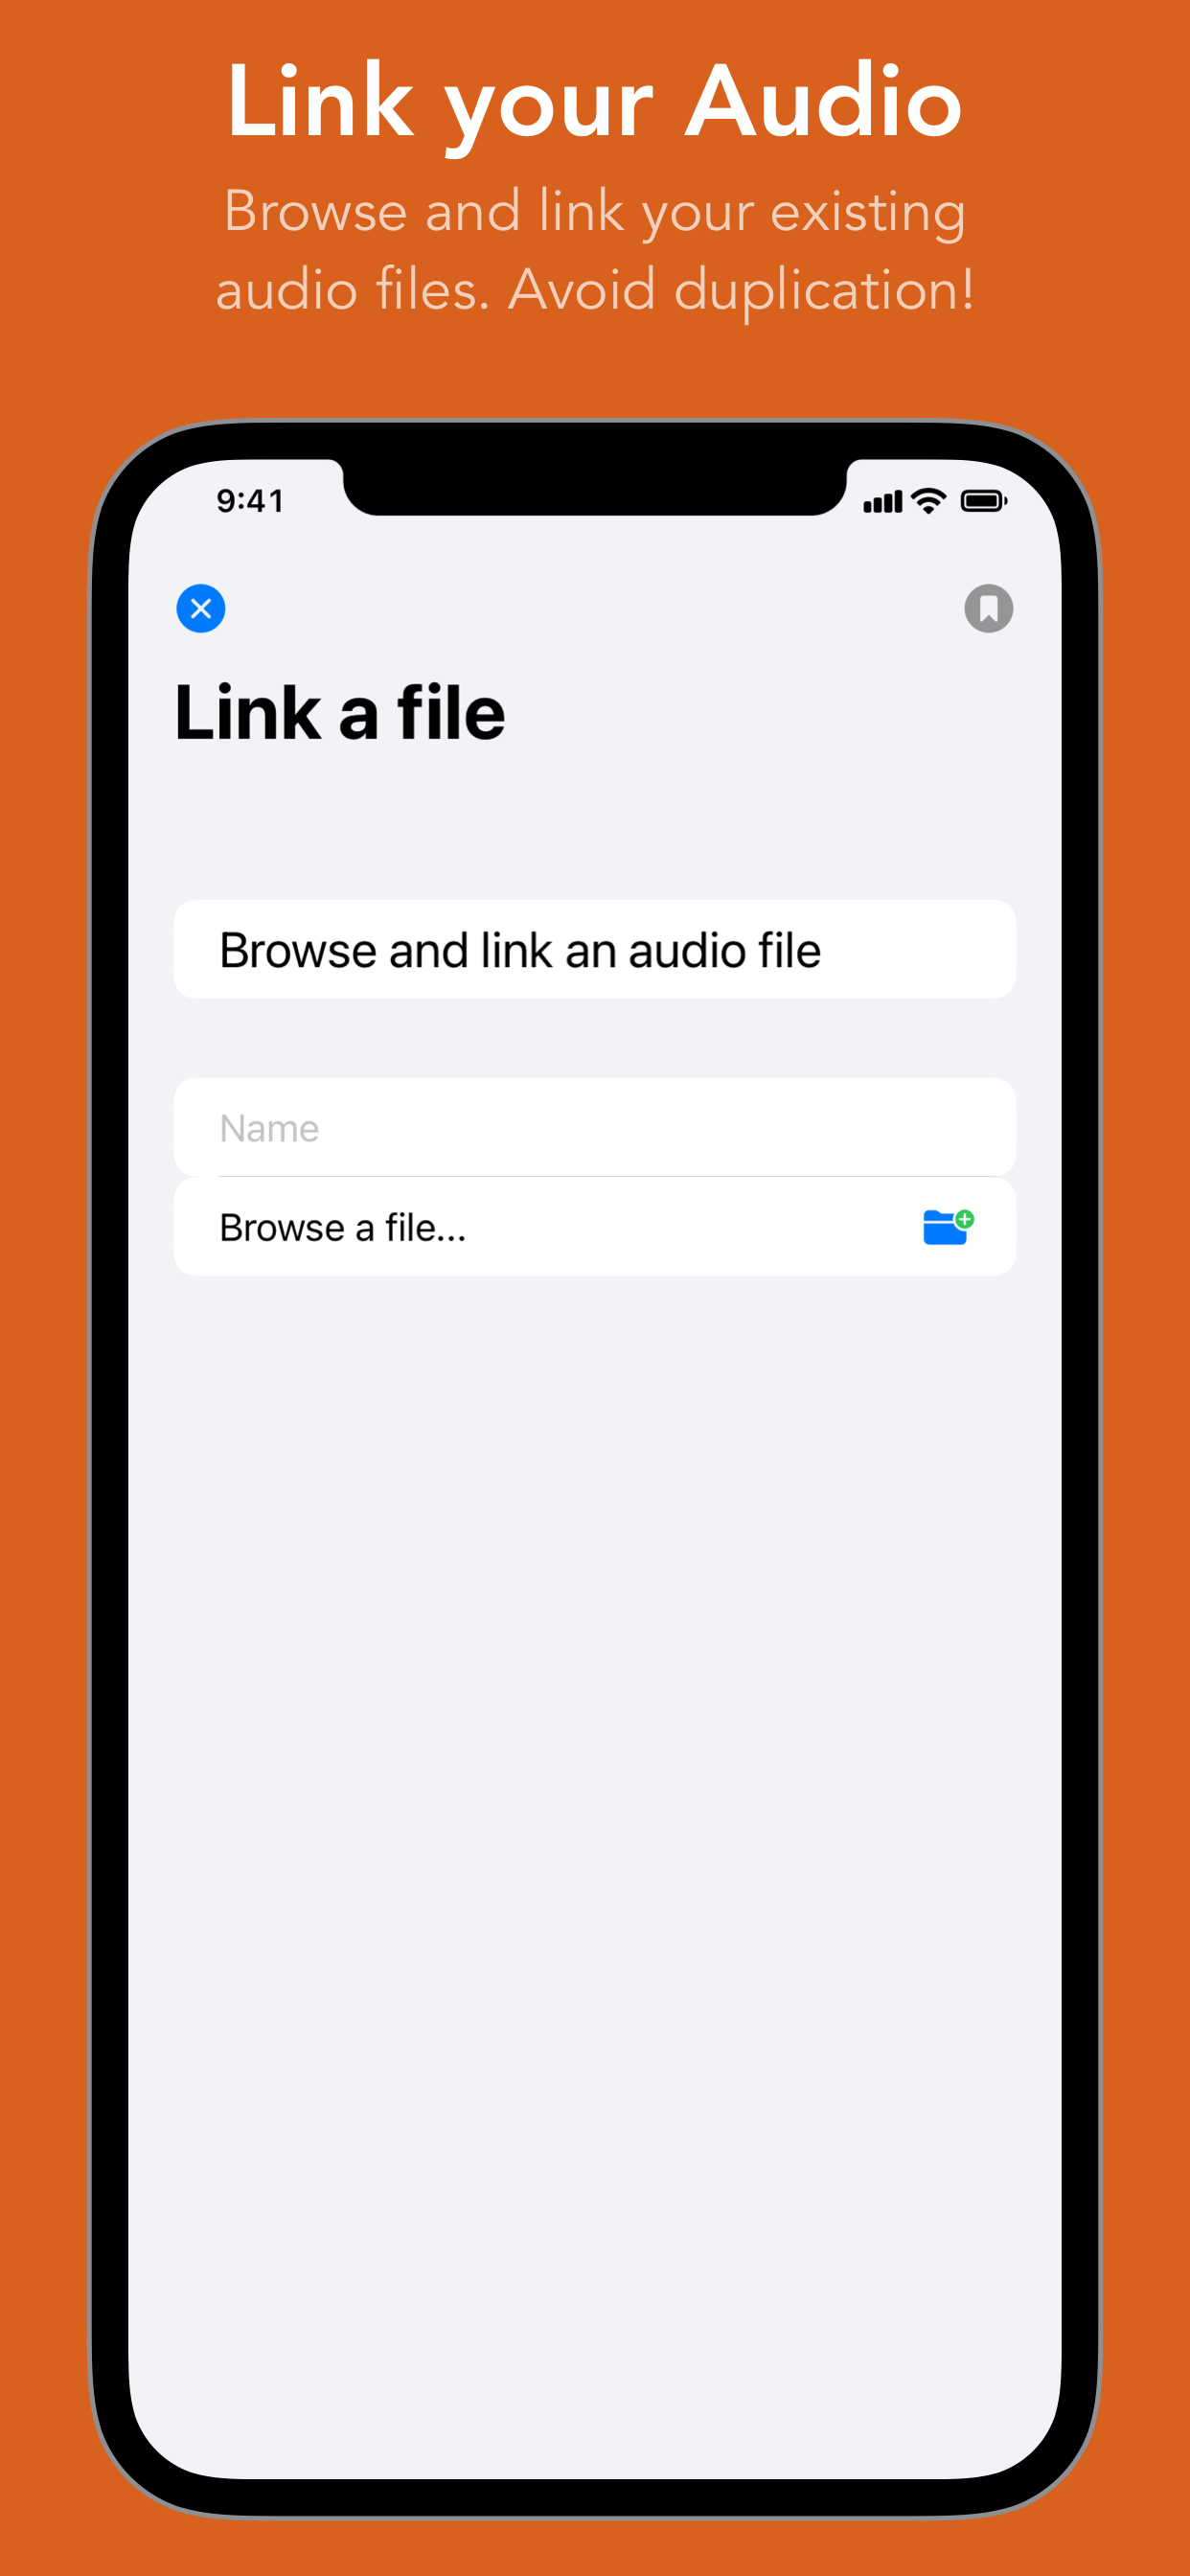 Link your Audio
Browse and link your existing
audio files. Avoid duplication!
9:41
Link a file
Browse and link an audio file
Name
Browse a file...